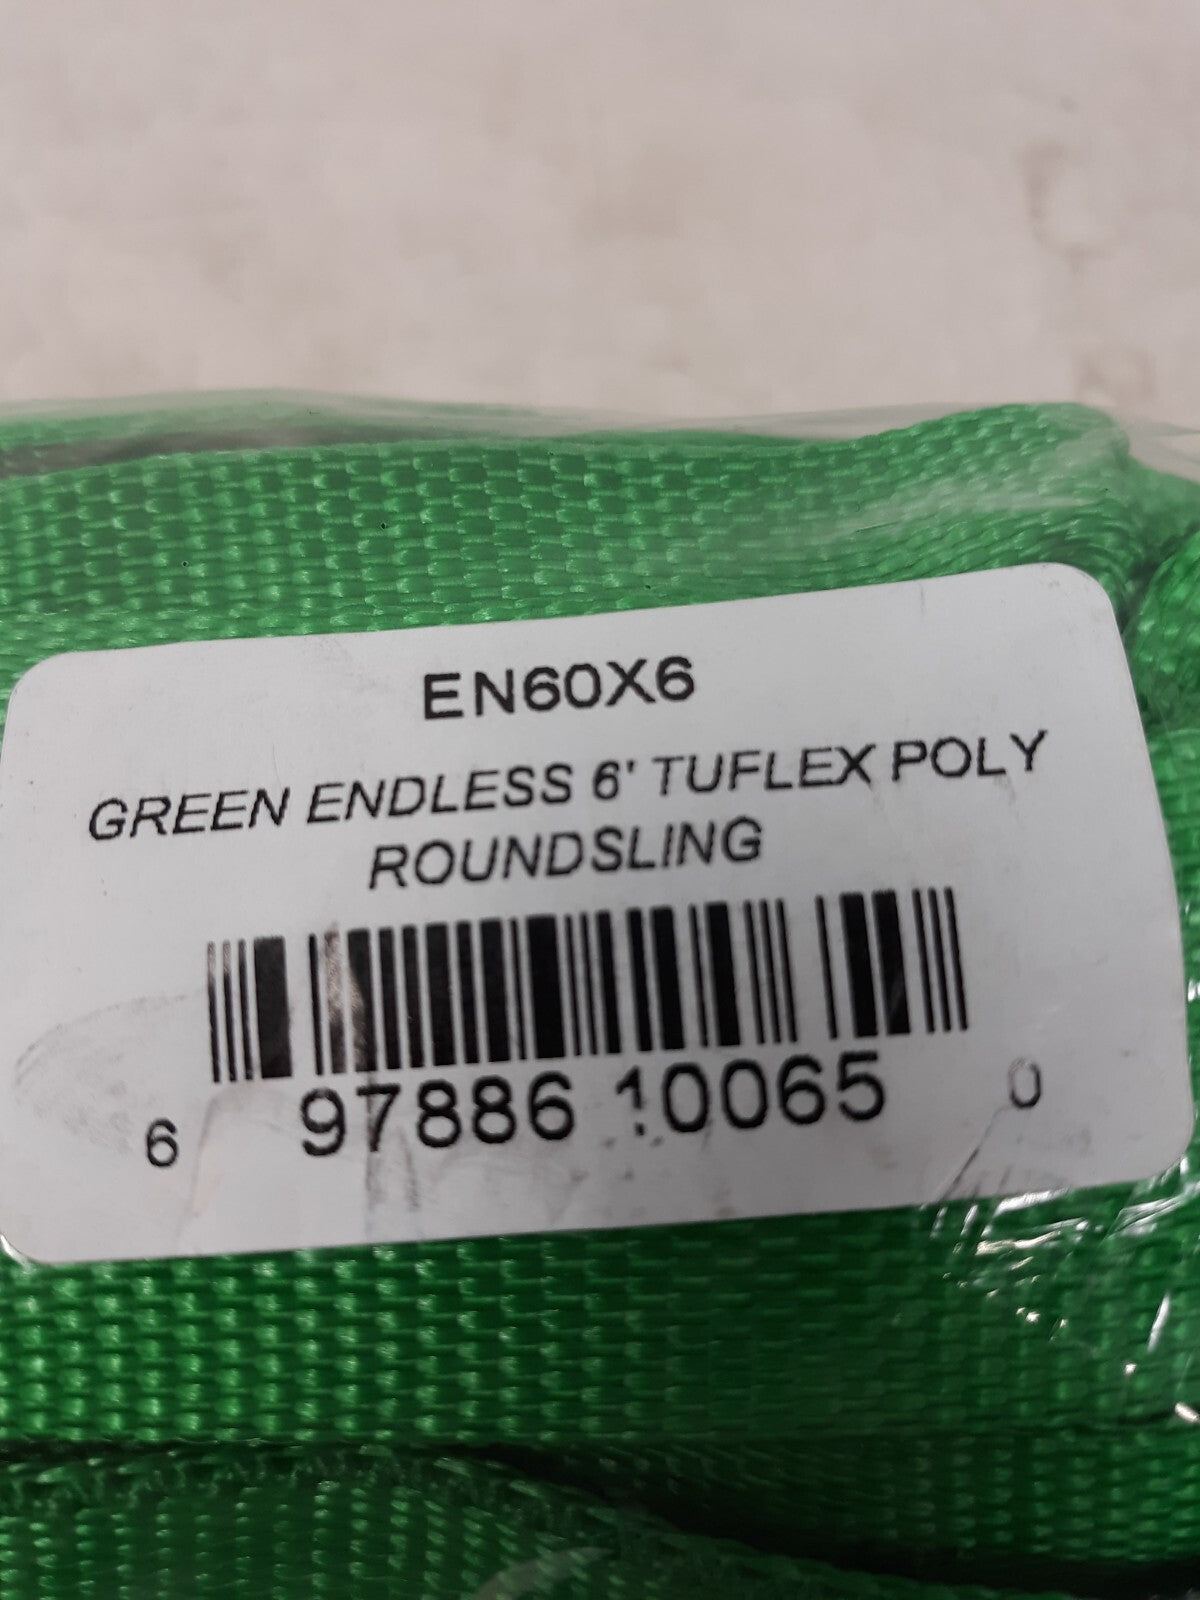 EN60X6
GREEN ENDLESS 6' TUFLEX POLY
ROUNDSLING
6 97886 10065 0